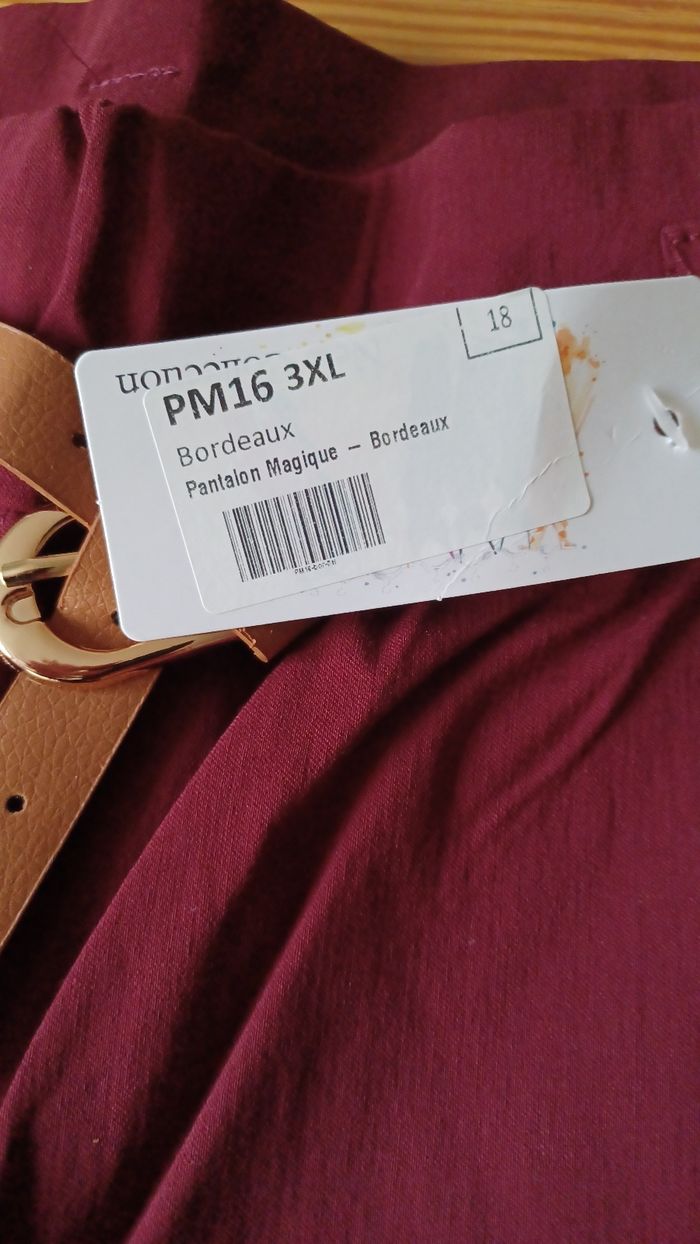 18
PM16 3XL
Bordeaux
Pantalon Magique – Bordeaux